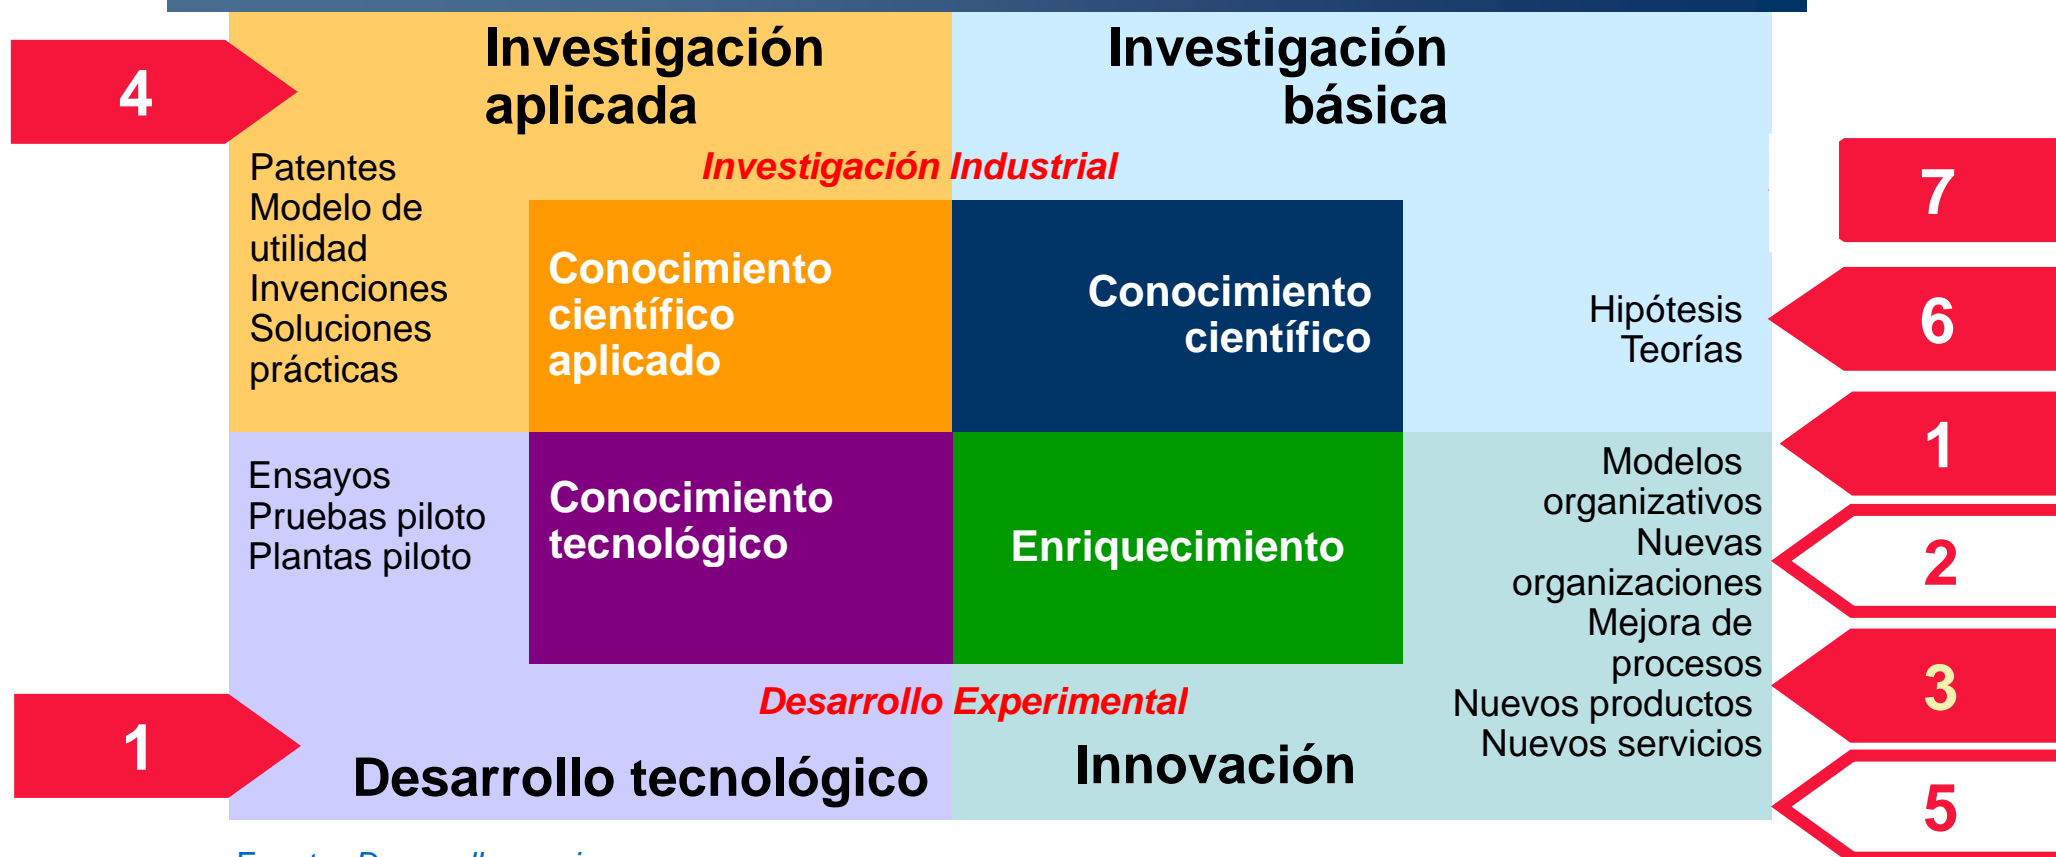 4
Investigación
aplicada
Investigación
básica
Investigación Industrial
Patentes
Modelo de
utilidad
Invenciones
Soluciones
prácticas
Conocimiento
científico
aplicado
Conocimiento
científico
Hipótesis
Teorías
7
6
1
2
3
5
Ensayos
Pruebas piloto
Plantas piloto
Conocimiento
tecnológico
Enriquecimiento
Modelos
organizativos
Nuevas
organizaciones
Mejora de
procesos
Nuevos productos
Nuevos servicios
Desarrollo Experimental
1
Desarrollo tecnológico
Innovación